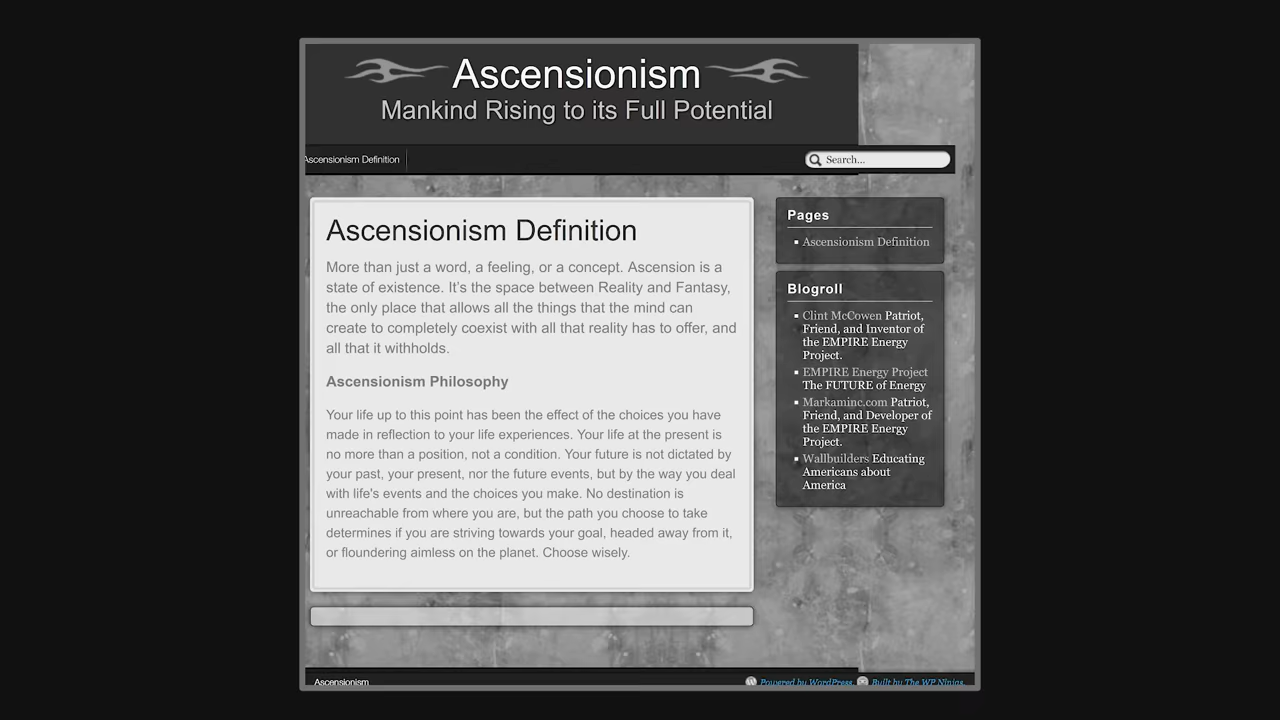 Ascensionism
Mankind Rising to its Full Potential
Ascensionism Definition
Search...
Ascensionism Definition
More than just a word, a feeling, or a concept. Ascension is a
state of existence. It's the space between Reality and Fantasy,
the only place that allows all the things that the mind can
create to completely coexist with all that reality has to offer, and
all that it withholds.
Ascensionism Philosophy
Your life up to this point has been the effect of the choices you have
made in reflection to your life experiences. Your life at the present is
no more than a position, not a condition. Your future is not dictated by
your past, your present, nor the future events, but by the way you deal
with life's events and the choices you make. No destination is
unreachable from where you are, but the path you choose to take
determines if you are striving towards your goal, headed away from it,
or floundering aimless on the planet. Choose wisely.
Pages
Ascensionism Definition
Blogroll
Clint McCowen Patriot,
Friend, and Inventor of
the EMPIRE Energy
Project.
EMPIRE Energy Project
The FUTURE of Energy
Markaminc.com Patriot,
Friend, and Developer of
the EMPIRE Energy
Project.
Wallbuilders Educating
Americans about
America
Ascensionism
Powered by WordPress.
Built by The WP Ninjas.